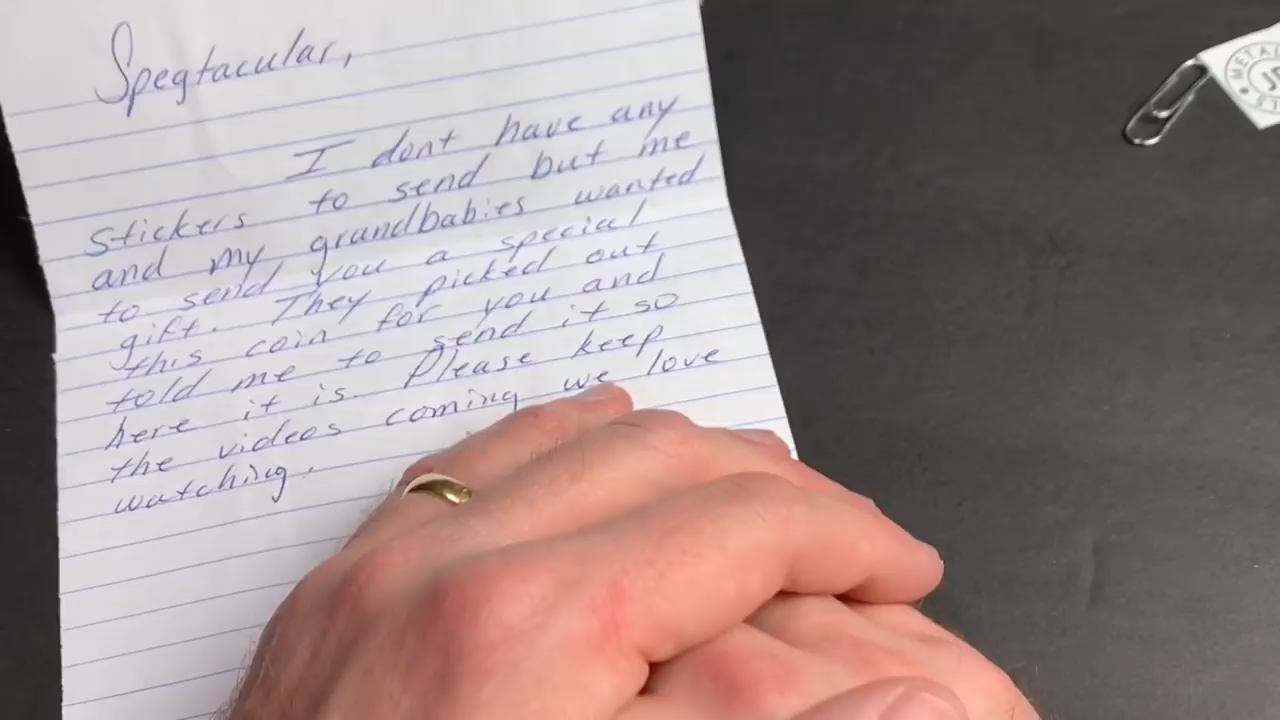 Spegtacular,
I dont have any
stickers to send but me
and my grandbabies wanted
to send you a special
gift. They picked out
this coin for you and
told me to send it so
here it is. Please keep
the videos coming we love
watching.
METAL